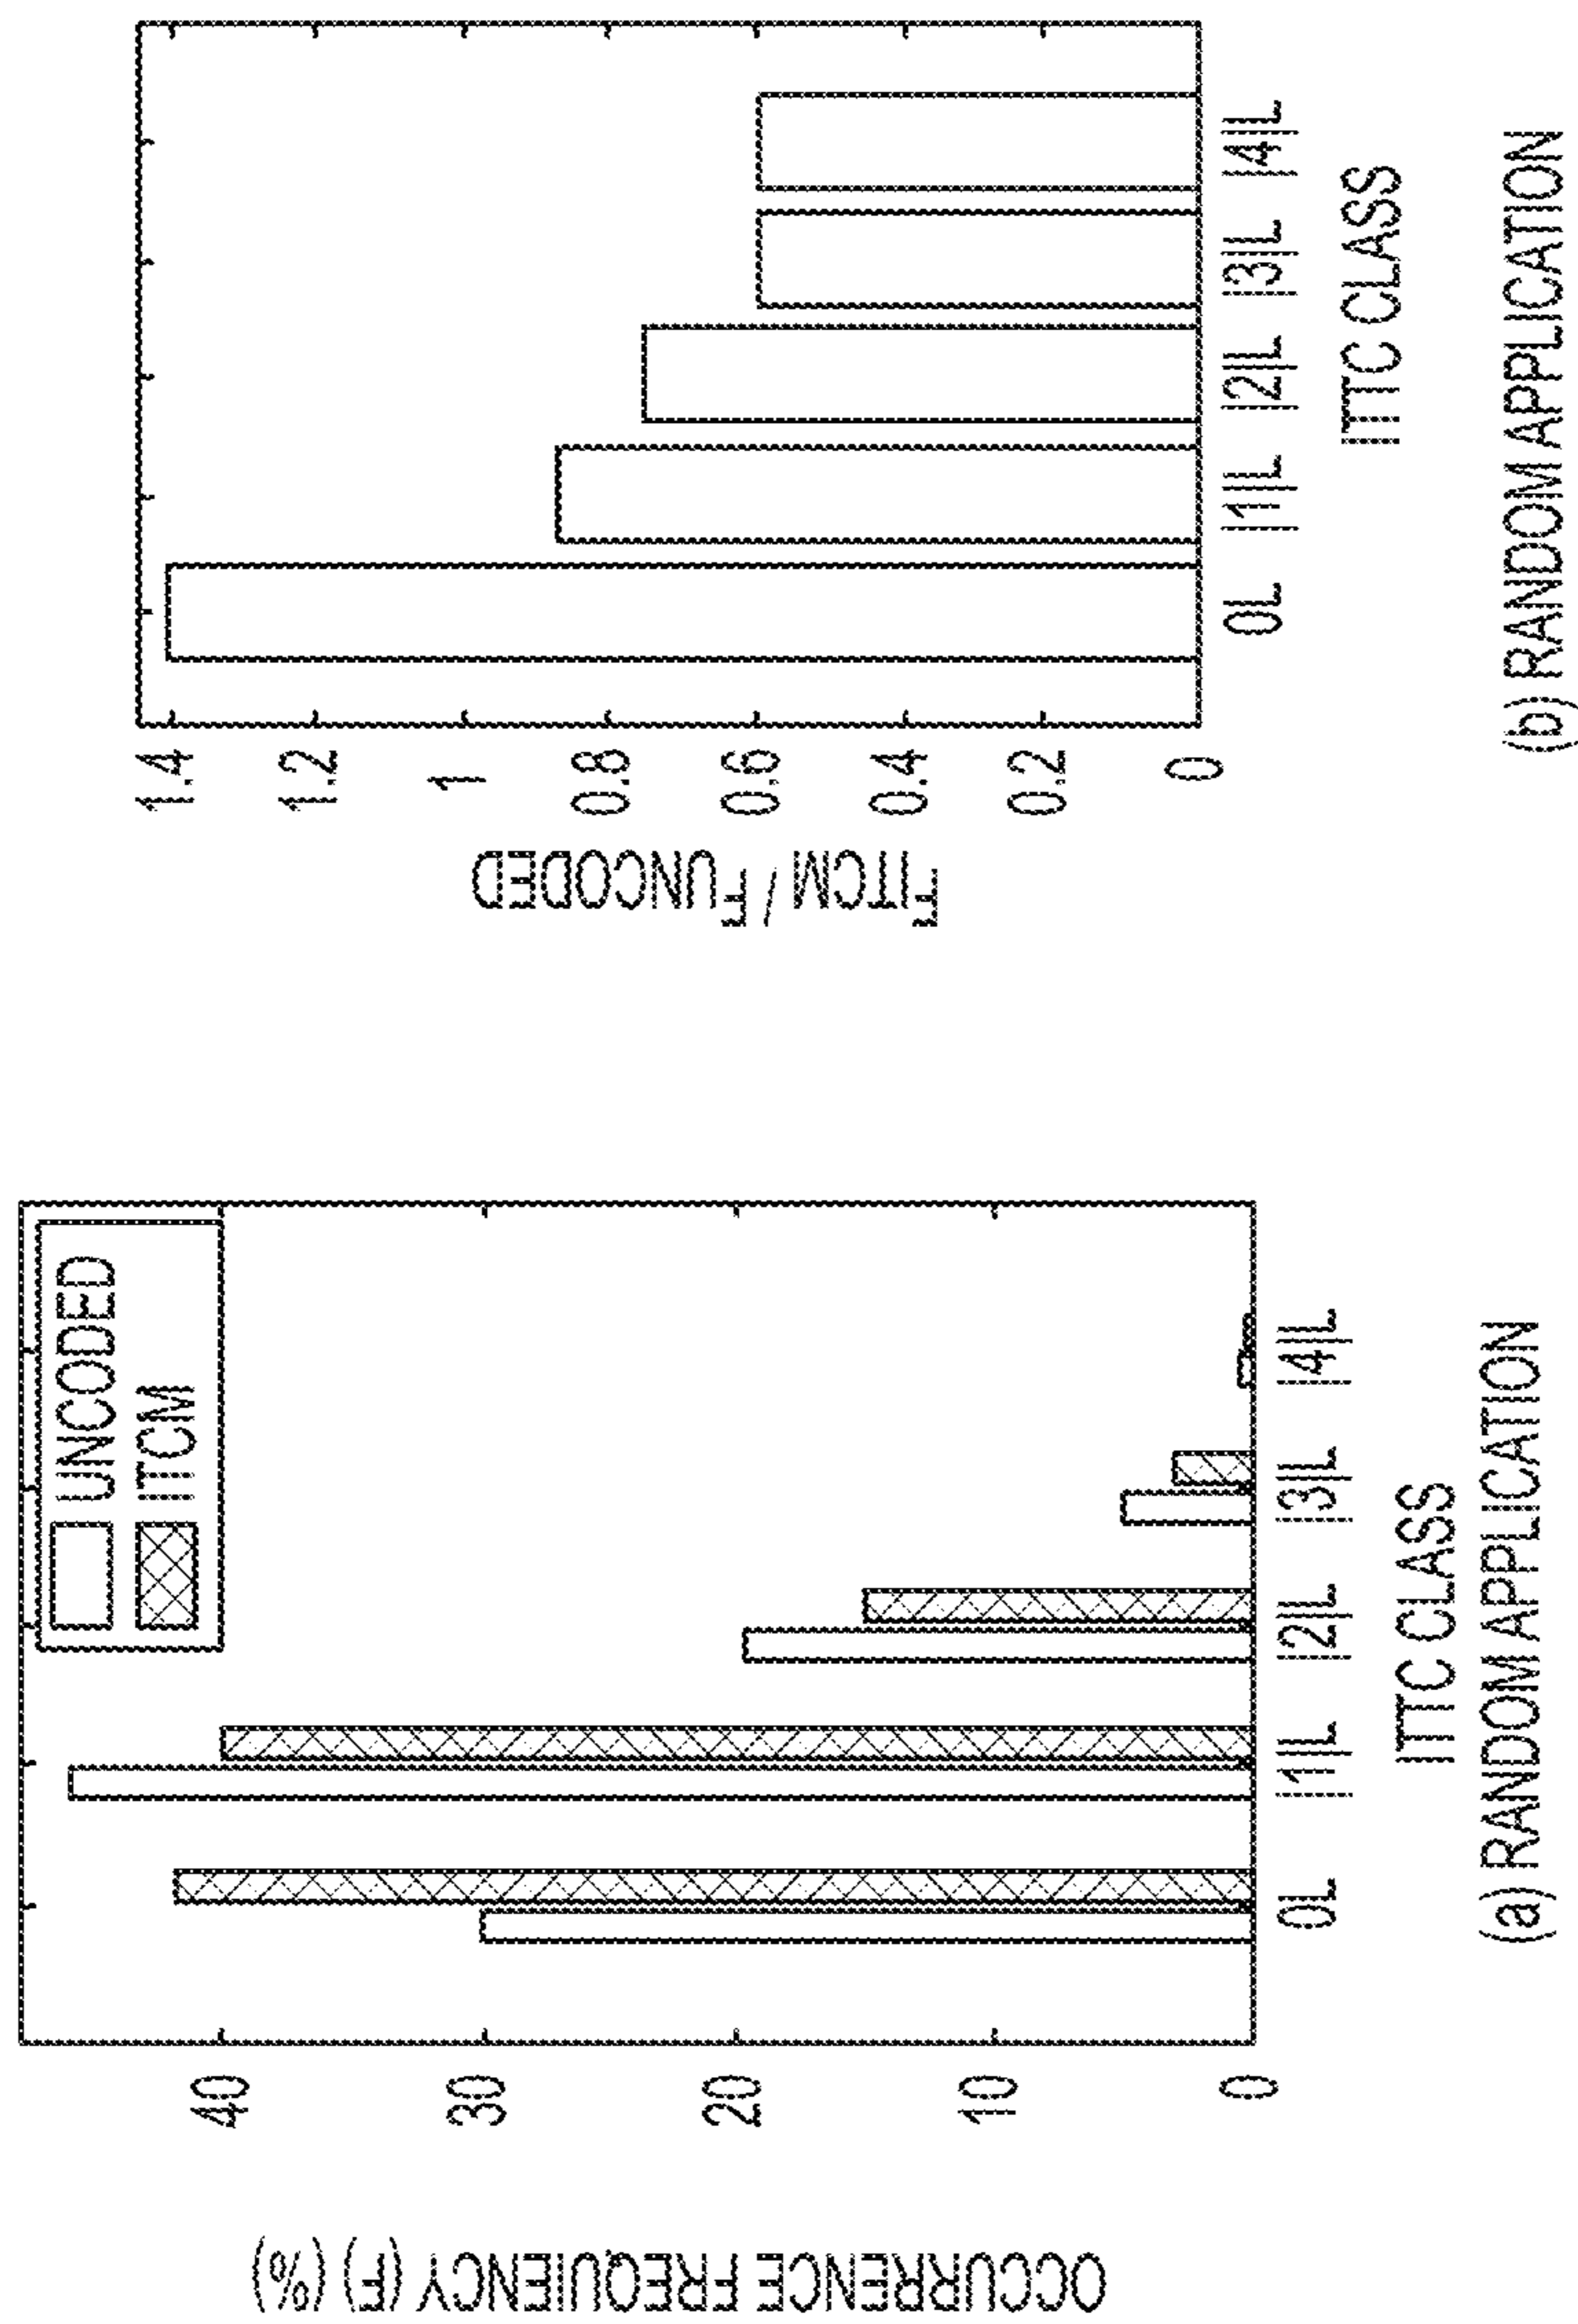 OCCURRENCE FREQUIENCY (F) (%)
40
30
20
10
0
UNCODED
ITCM
0L
|1|L
|2|L
|3|L
|4|L
ITTC CLASS
(a) RANDOM APPLICATION
FITCM / FUNCODED
1.4
1.2
1
0.8
0.6
0.4
0.2
0
0L
|1|L
|2|L
|3|L
|4|L
ITTC CLASS
(b) RANDOM APPLICATION